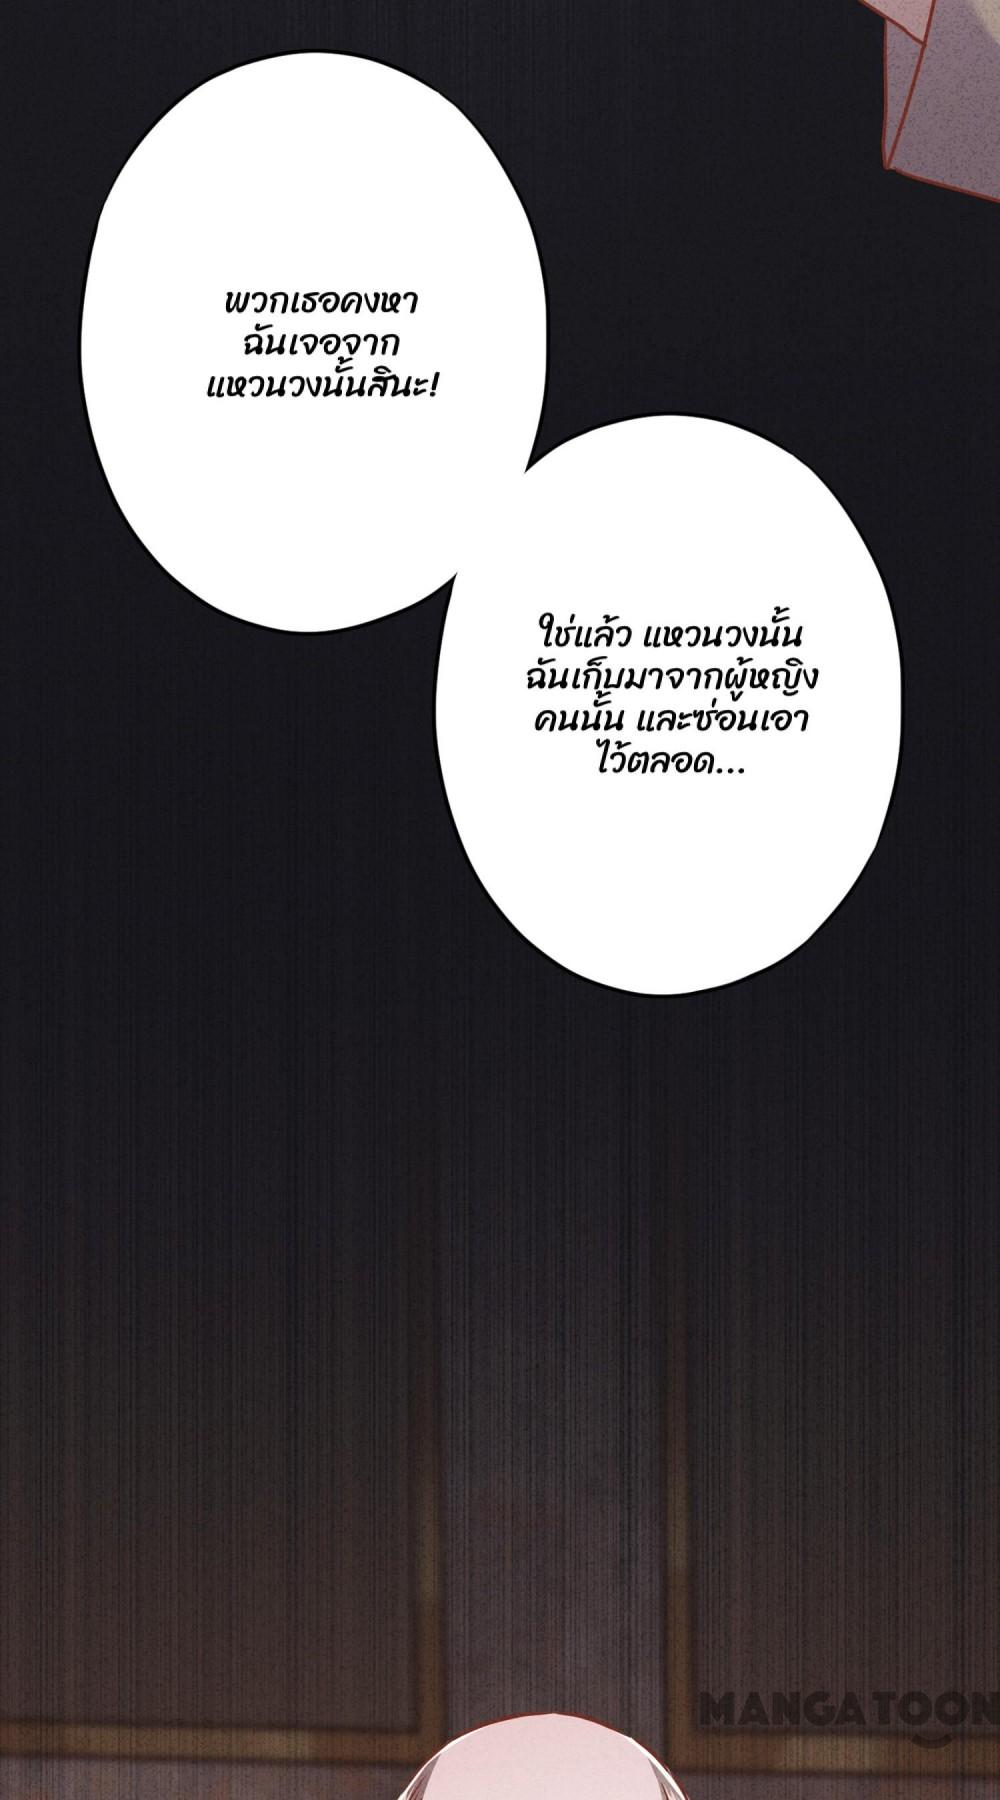 พวกเธอคงหา
ฉันเจอจาก
แหวนวงนั้นสินะ!
ใช่แล้ว แหวนวงนั้น
ฉันเก็บมาจากผู้หญิง
คนนั้น และซ่อนเอา
ไว้ตลอด...
MANGATOON